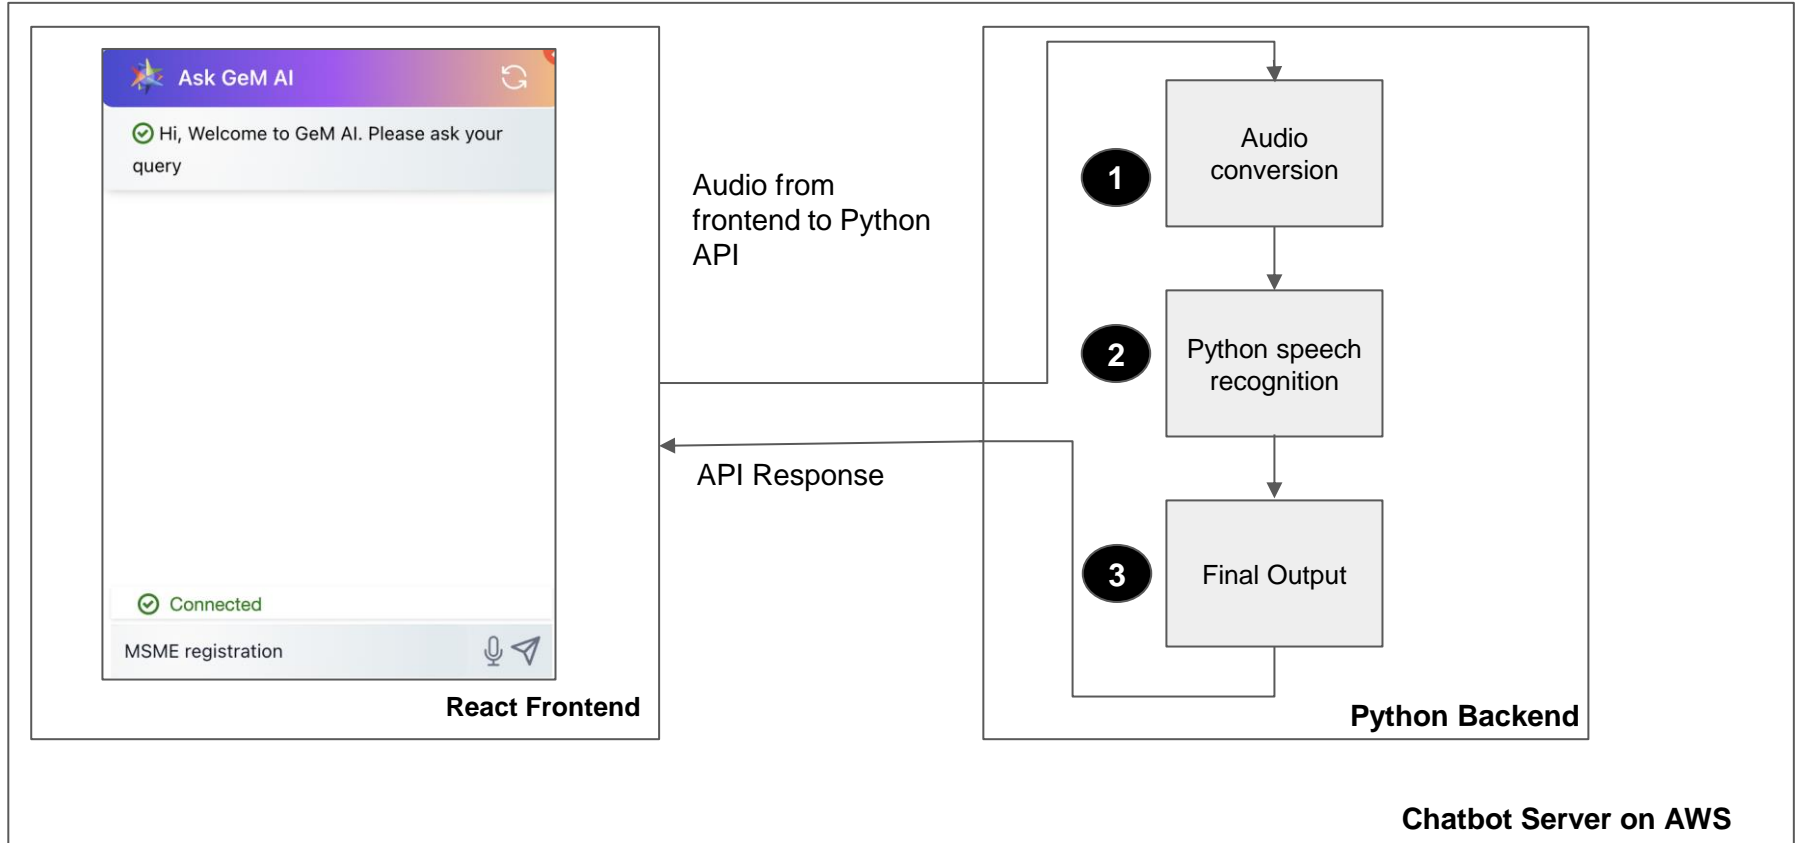 Ask GeM AI
Hi, Welcome to GeM AI. Please ask your
query
Connected
MSME registration
React Frontend
Audio from
frontend to Python
API
API Response
1
Audio
conversion
2
Python speech
recognition
3
Final Output
Python Backend
Chatbot Server on AWS